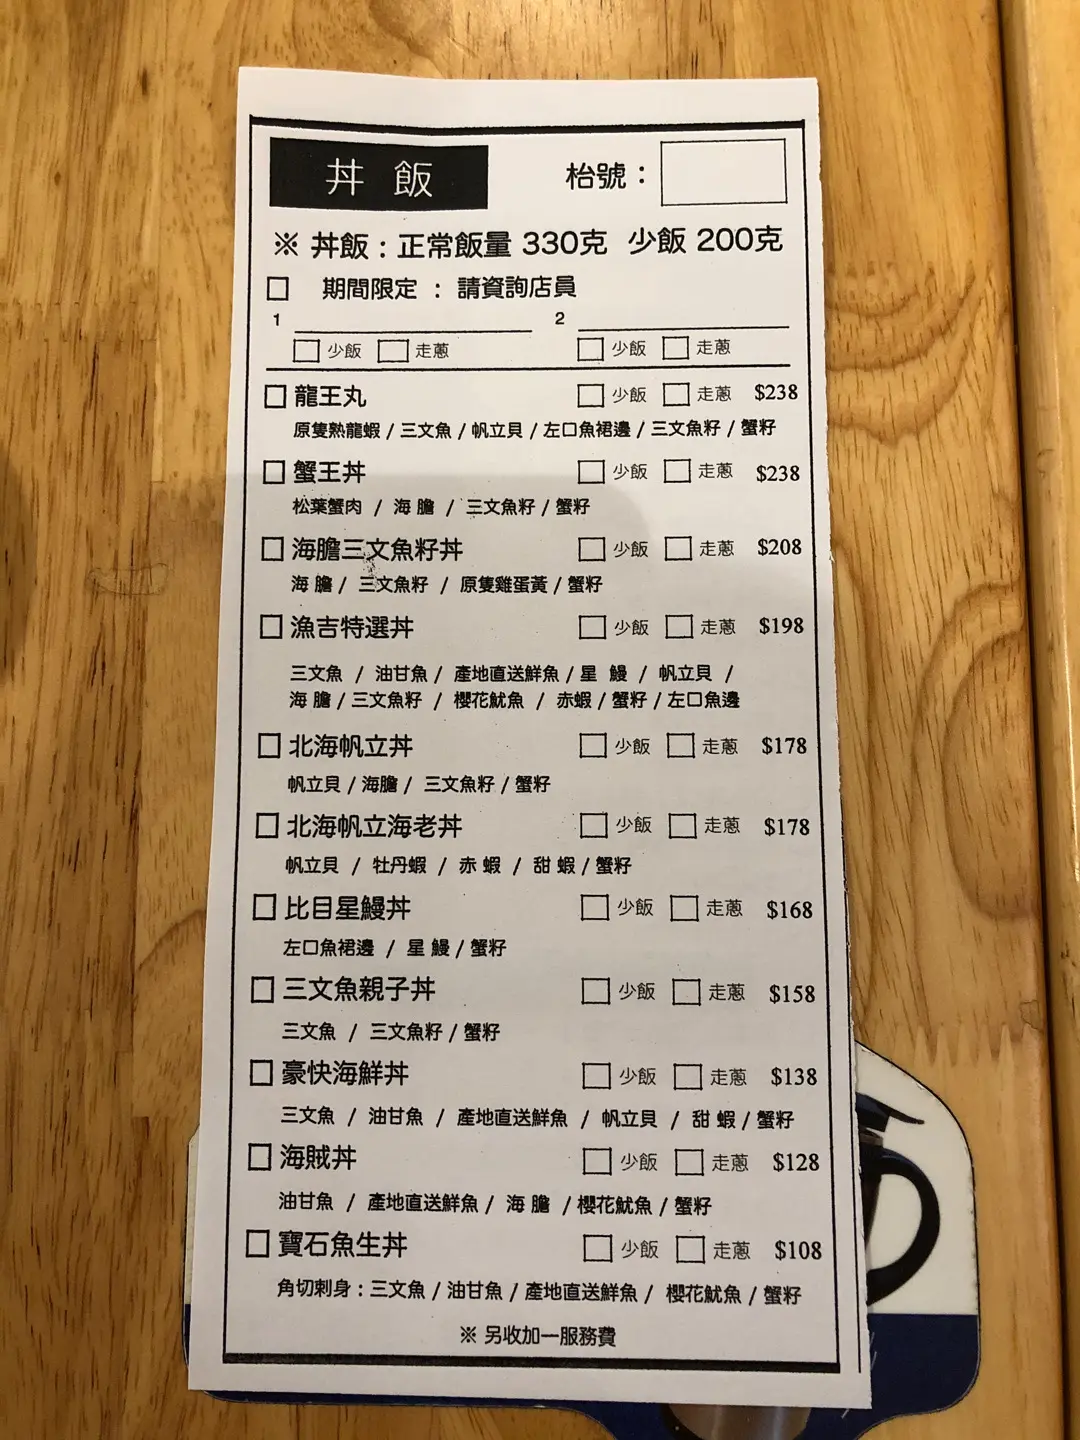 丼飯 枱號：
※ 丼飯：正常飯量 330克 少飯 200克
期間限定 ： 請資詢店員
1 2
少飯 走蔥 少飯 走蔥
龍王丸 少飯 走蔥 $238
原隻熟龍蝦 / 三文魚 / 帆立貝 / 左口魚裙邊 / 三文魚籽 / 蟹籽
蟹王丼 少飯 走蔥 $238
松葉蟹肉 / 海膽 / 三文魚籽 / 蟹籽
海膽三文魚籽丼 少飯 走蔥 $208
海膽 / 三文魚籽 / 原隻雞蛋黃 / 蟹籽
漁吉特選丼 少飯 走蔥 $198
三文魚 / 油甘魚 / 產地直送鮮魚 / 星鰻 / 帆立貝 /
海膽 / 三文魚籽 / 櫻花魷魚 / 赤蝦 / 蟹籽 / 左口魚邊
北海帆立丼 少飯 走蔥 $178
帆立貝 / 海膽 / 三文魚籽 / 蟹籽
北海帆立海老丼 少飯 走蔥 $178
帆立貝 / 牡丹蝦 / 赤蝦 / 甜蝦 / 蟹籽
比目星鰻丼 少飯 走蔥 $168
左口魚裙邊 / 星鰻 / 蟹籽
三文魚親子丼 少飯 走蔥 $158
三文魚 / 三文魚籽 / 蟹籽
豪快海鮮丼 少飯 走蔥 $138
三文魚 / 油甘魚 / 產地直送鮮魚 / 帆立貝 / 甜蝦 / 蟹籽
海賊丼 少飯 走蔥 $128
油甘魚 / 產地直送鮮魚 / 海膽 / 櫻花魷魚 / 蟹籽
寶石魚生丼 少飯 走蔥 $108
角切刺身：三文魚 / 油甘魚 / 產地直送鮮魚 / 櫻花魷魚 / 蟹籽
※ 另收加一服務費